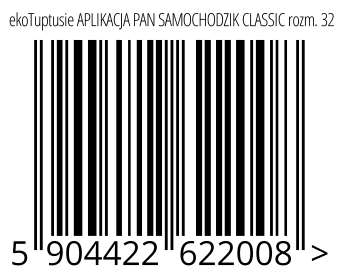 ekoTuptusie APLIKACJA PAN SAMOCHODZIK CLASSIC rozm. 32
5 904422 622008 >